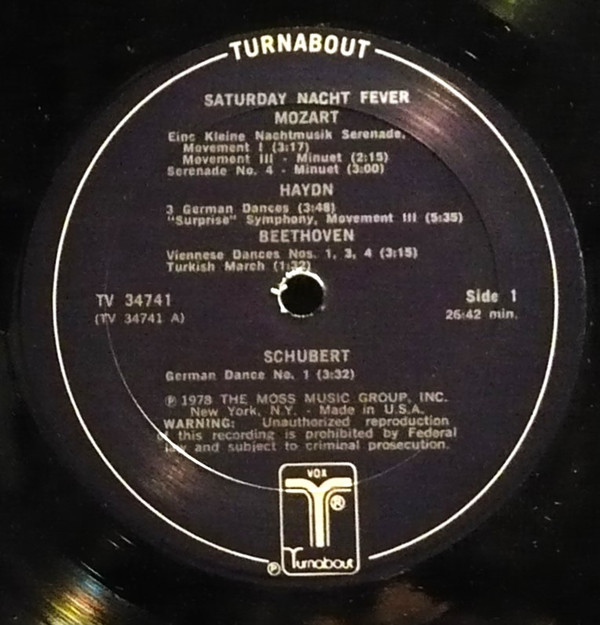 TURNABOUT
SATURDAY NACHT FEVER
MOZART
Eine Kleine Nachtmusik Serenade,
Movement I (3:17)
Movement III - Minuet (2:15)
Serenade No. 4 - Minuet (3:00)
HAYDN
3 German Dances (3:48)
"Surprise" Symphony, Movement III (5:35)
BEETHOVEN
Viennese Dances Nos. 1, 3, 4 (3:15)
Turkish March (1:32)
TV 34741
(TV 34741 A)
Side 1
26:42 min.
SCHUBERT
German Dance No. 1 (3:32)
℗ 1978 THE MOSS MUSIC GROUP, INC.
New York, N.Y. - Made in U.S.A.
WARNING: Unauthorized reproduction
of this recording is prohibited by Federal
law and subject to criminal prosecution.
VOX
T®
℗ Turnabout